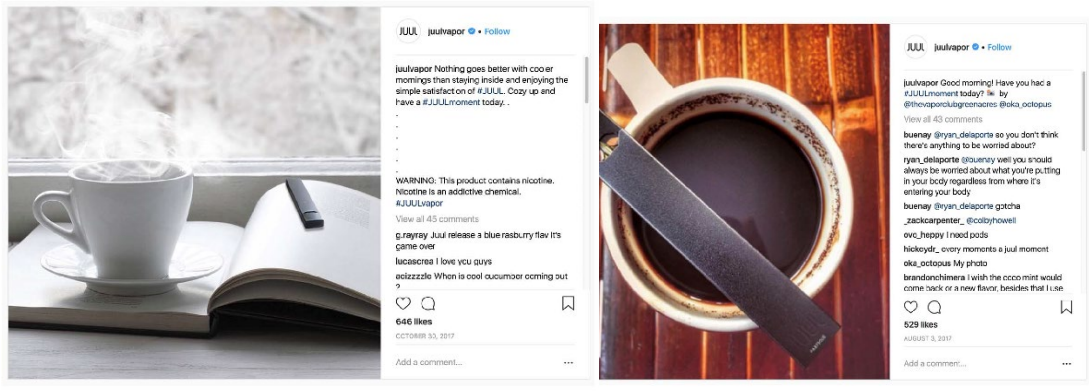 JUUL juulvapor • Follow
juulvapor Nothing goes better with cooler
mornings than staying inside and enjoying the
simple satisfaction of #JUUL. Cozy up and
have a #JUULmoment today. .
.
.
.
.
.
WARNING: This product contains nicotine.
Nicotine is an addictive chemical.
#JUULvapor
View all 45 comments
g.rayray Juul release a blue rasburry flav it's
game over
lucascrea I love you guys
acizzzzle When is cool cucumber coming out
?
646 likes
OCTOBER 30, 2017
Add a comment...
JUUL juulvapor • Follow
juulvapor Good morning! Have you had a
#JUULmoment today? by
@thevaporclubgreenacres @oka_octopus
View all 43 comments
buenay @ryan_delaporte so you don't think
there's anything to be worried about?
ryan_delaporte @buenay well you should
always be worried about what you're putting
in your body regardless from where it's
entering your body
buenay @ryan_delaporte gotcha
_zackcarpenter_ @colbyhowell
ovo_heppy I need pods
hickeydr_ every moments a juul moment
oka_octopus My photo
brandonchimera I wish the coco mint would
come back or a new flavor, besides that I use
529 likes
AUGUST 3, 2017
Add a comment...